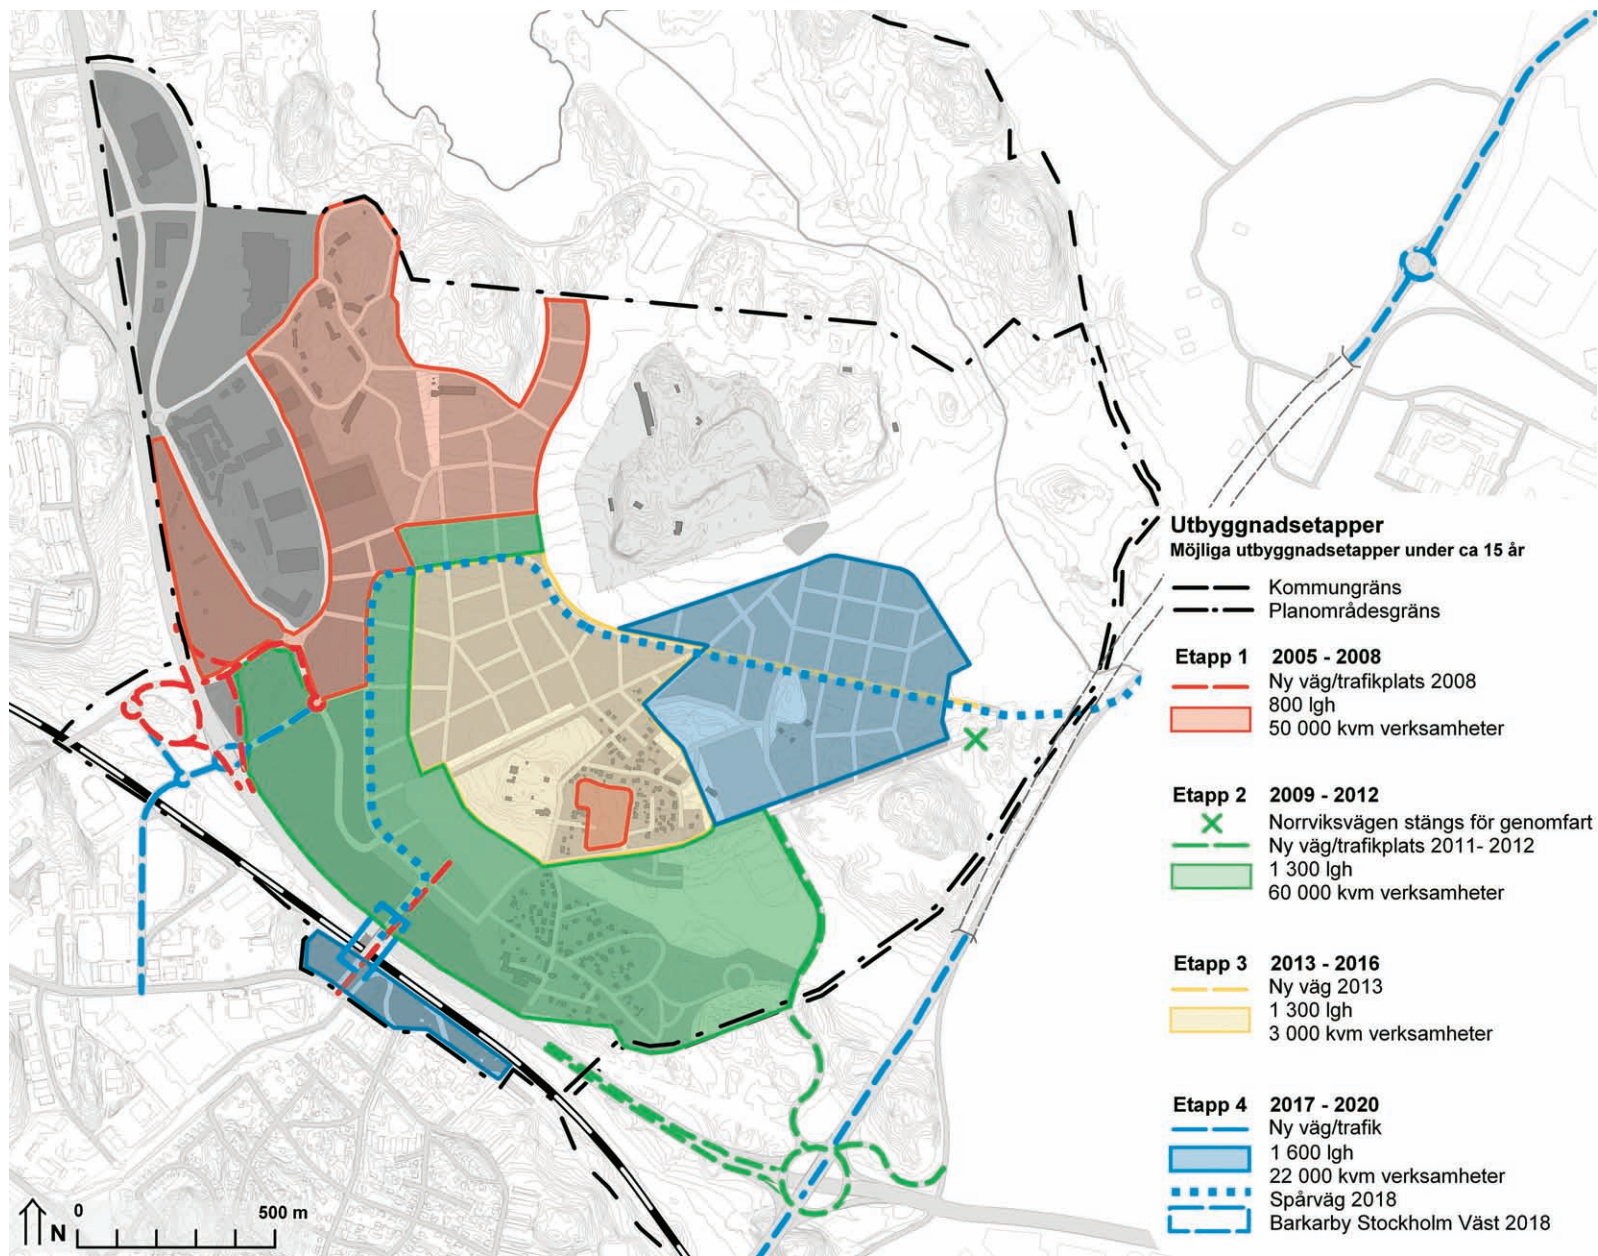 Utbyggnadsetapper
Möjliga utbyggnadsetapper under ca 15 år
Kommungräns
Planområdesgräns
Etapp 1 2005 - 2008
Ny väg/trafikplats 2008
800 lgh
50 000 kvm verksamheter
Etapp 2 2009 - 2012
Norrviksvägen stängs för genomfart
Ny väg/trafikplats 2011- 2012
1 300 lgh
60 000 kvm verksamheter
Etapp 3 2013 - 2016
Ny väg 2013
1 300 lgh
3 000 kvm verksamheter
Etapp 4 2017 - 2020
Ny väg/trafik
1 600 lgh
22 000 kvm verksamheter
Spårväg 2018
Barkarby Stockholm Väst 2018
N 0 500 m